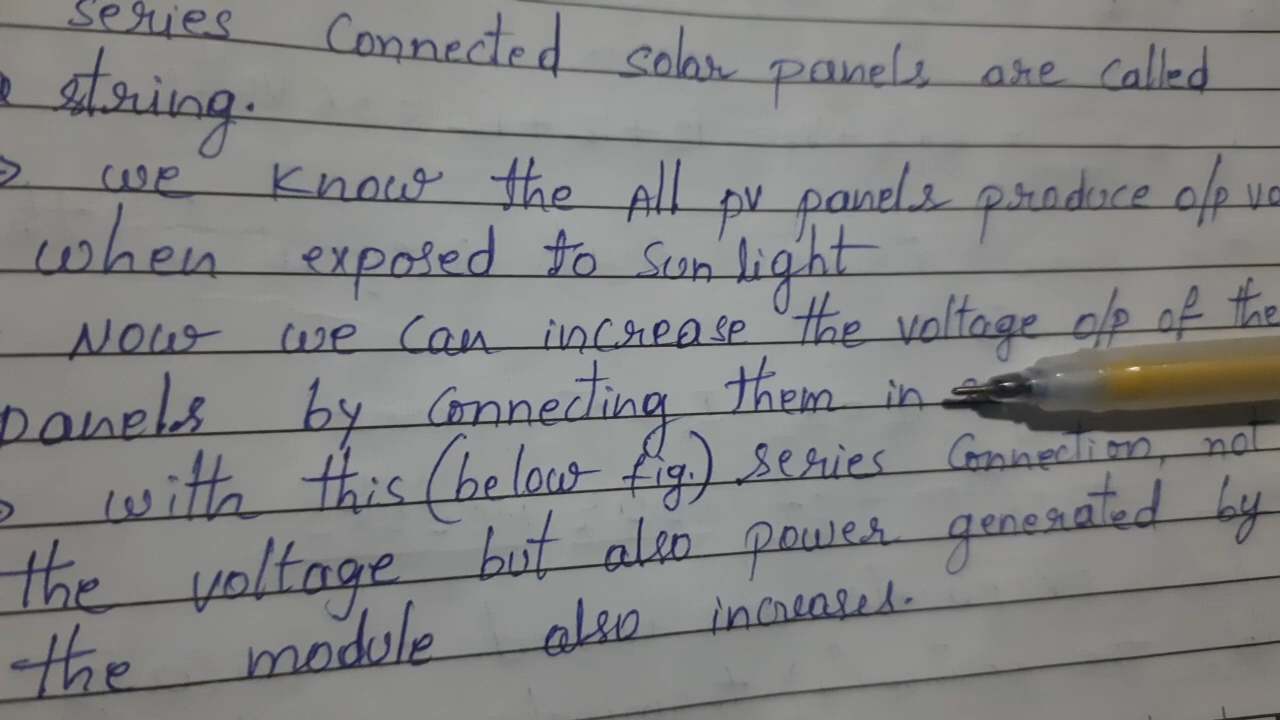 series Connected solar panels are called
string.
we know the All pv panels produce o/p
when exposed to sun light
Now we can increase the voltage o/p of the
panels by connecting them in
with this (below fig.) series Connection, not
the voltage but also power generated by
the module also increases.